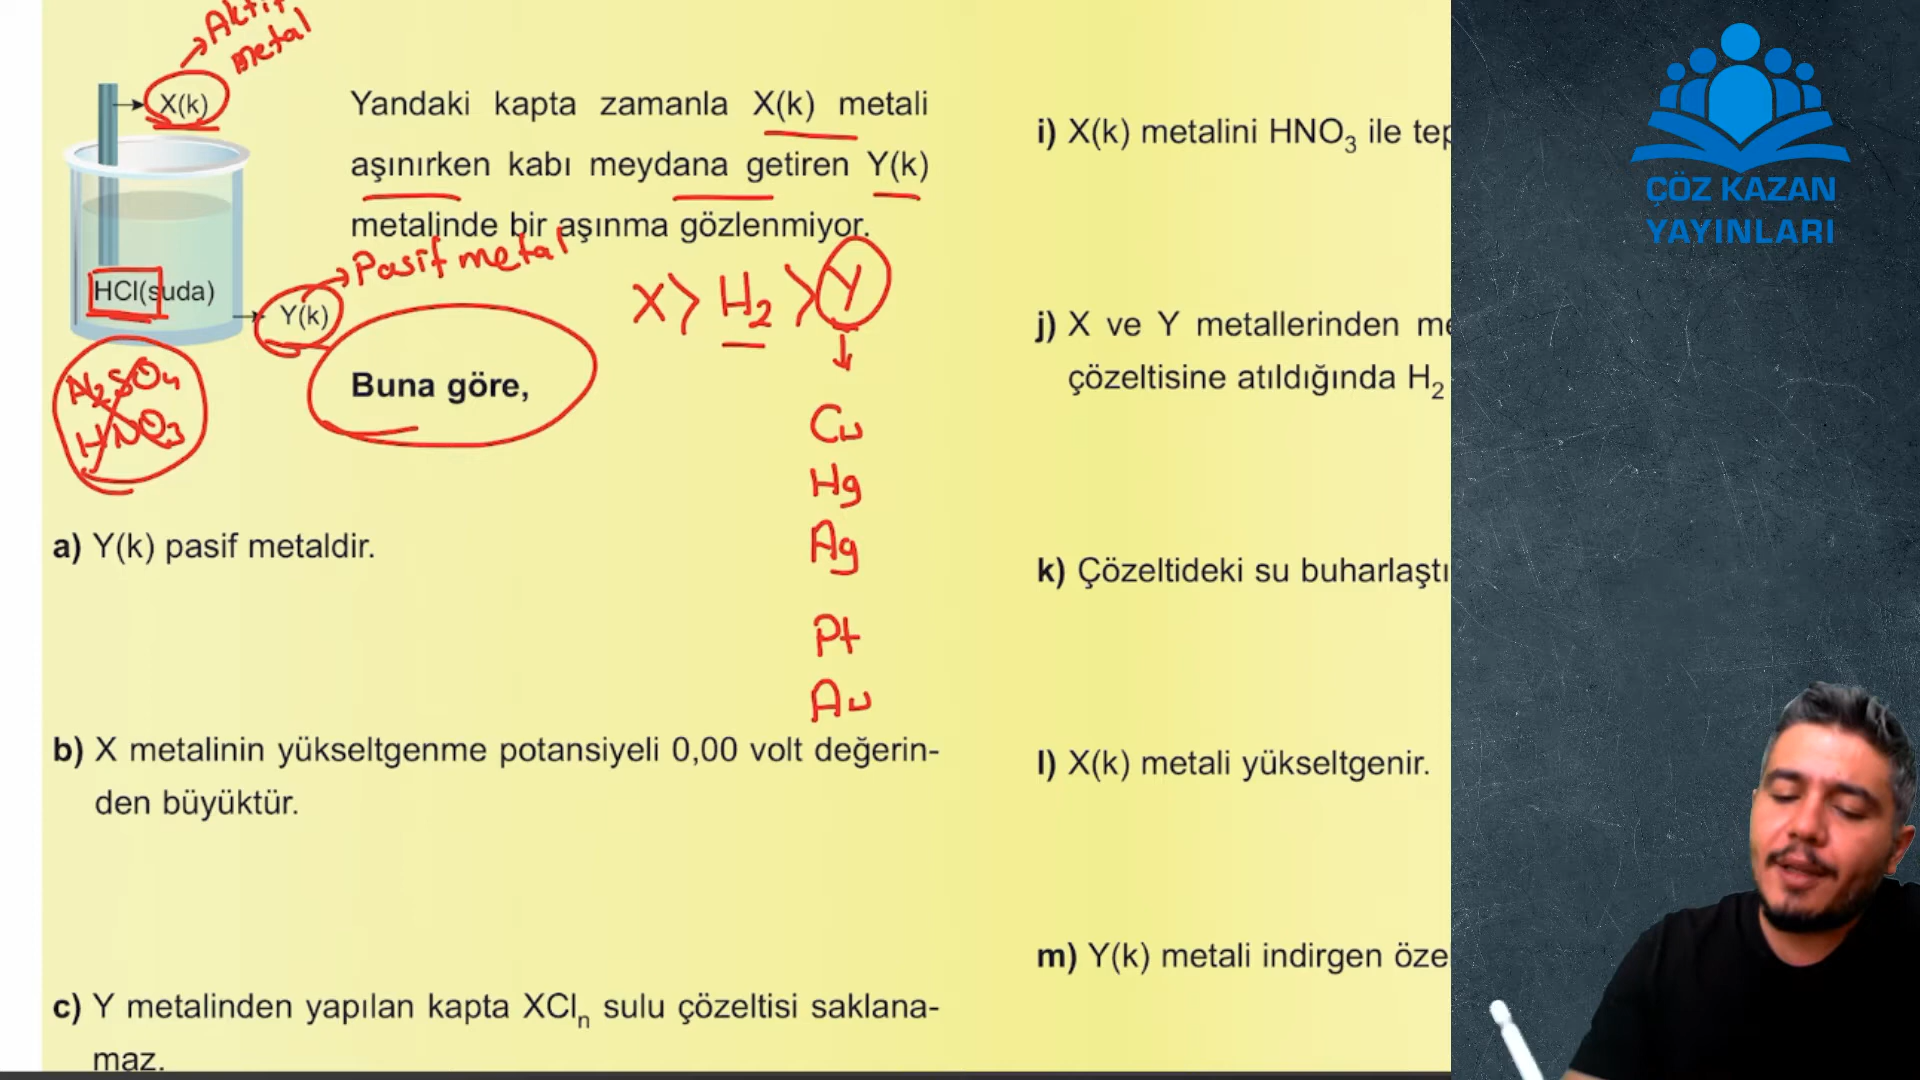 Aktif
metal
X(k)
Yandaki kapta zamanla X(k) metali
aşınırken kabı meydana getiren Y(k)
metalinde bir aşınma gözlenmiyor.
HCl(suda)
Y(k)
Pasif metal
X > H₂ > Y
H₂SO₄
HNO₃
Buna göre,
Cu
Hg
Ag
Pt
Au
a) Y(k) pasif metaldir.
b) X metalinin yükseltgenme potansiyeli 0,00 volt değerin-
den büyüktür.
c) Y metalinden yapılan kapta XClₙ sulu çözeltisi saklana-
maz.
i) X(k) metalini HNO₃ ile tep
j) X ve Y metallerinden me
çözeltisine atıldığında H₂
k) Çözeltideki su buharlaştı
l) X(k) metali yükseltgenir.
m) Y(k) metali indirgen öze
ÇÖZ KAZAN
YAYINLARI